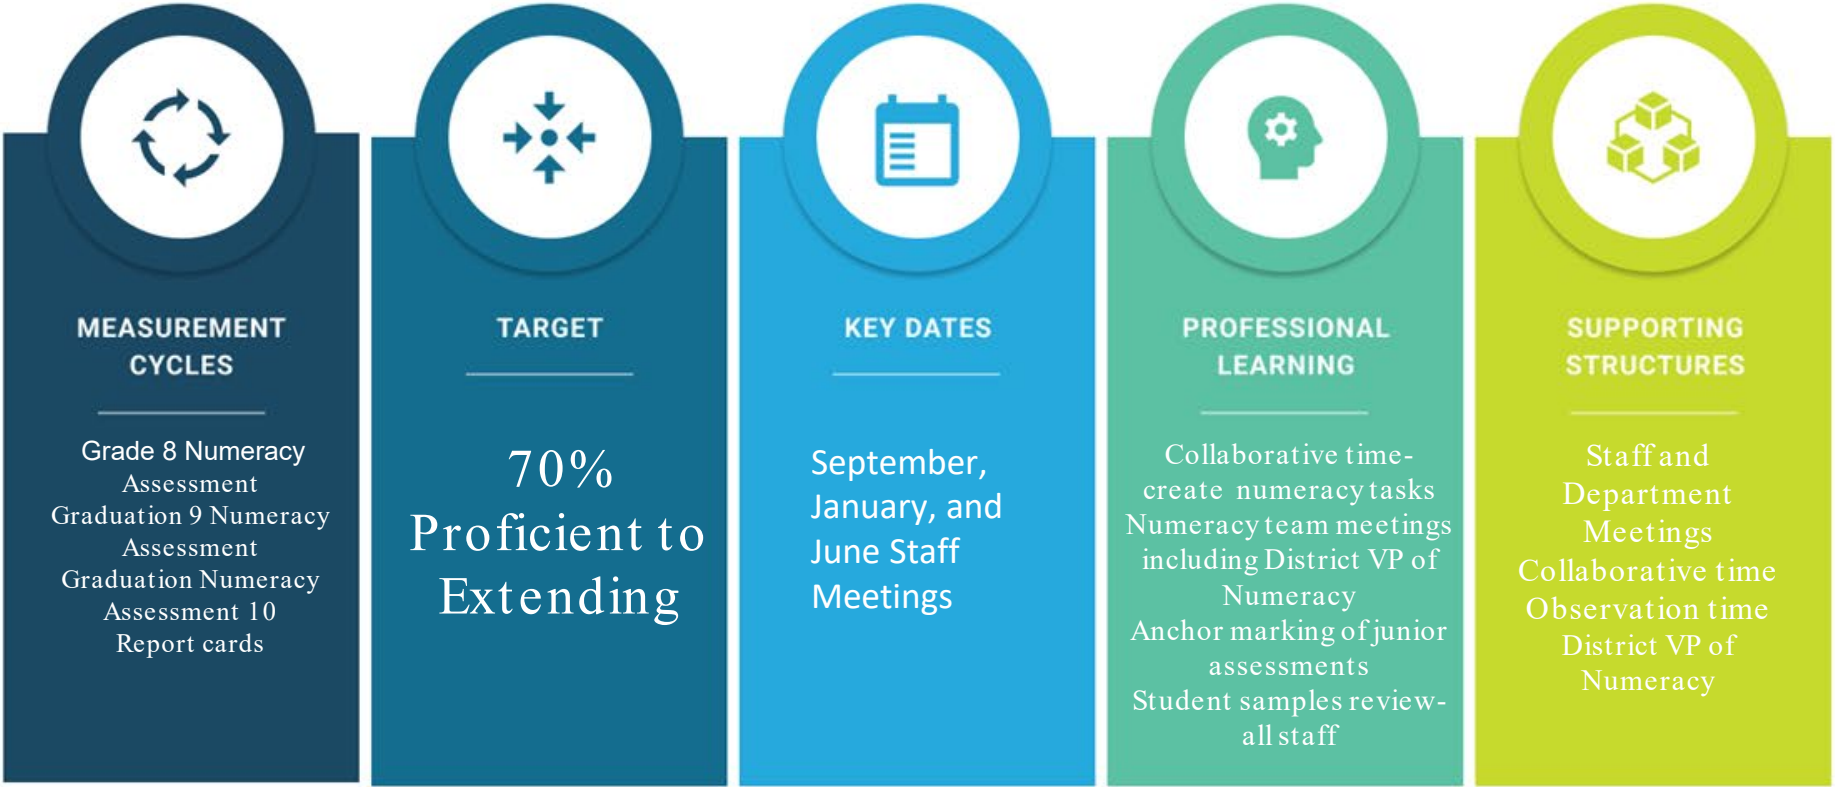 MEASUREMENT
CYCLES
Grade 8 Numeracy
Assessment
Graduation 9 Numeracy
Assessment
Graduation Numeracy
Assessment 10
Report cards
TARGET
70%
Proficient to
Extending
KEY DATES
September,
January, and
June Staff
Meetings
PROFESSIONAL
LEARNING
Collaborative time-
create numeracy tasks
Numeracy team meetings
including District VP of
Numeracy
Anchor marking of junior
assessments
Student samples review-
all staff
SUPPORTING
STRUCTURES
Staff and
Department
Meetings
Collaborative time
Observation time
District VP of
Numeracy